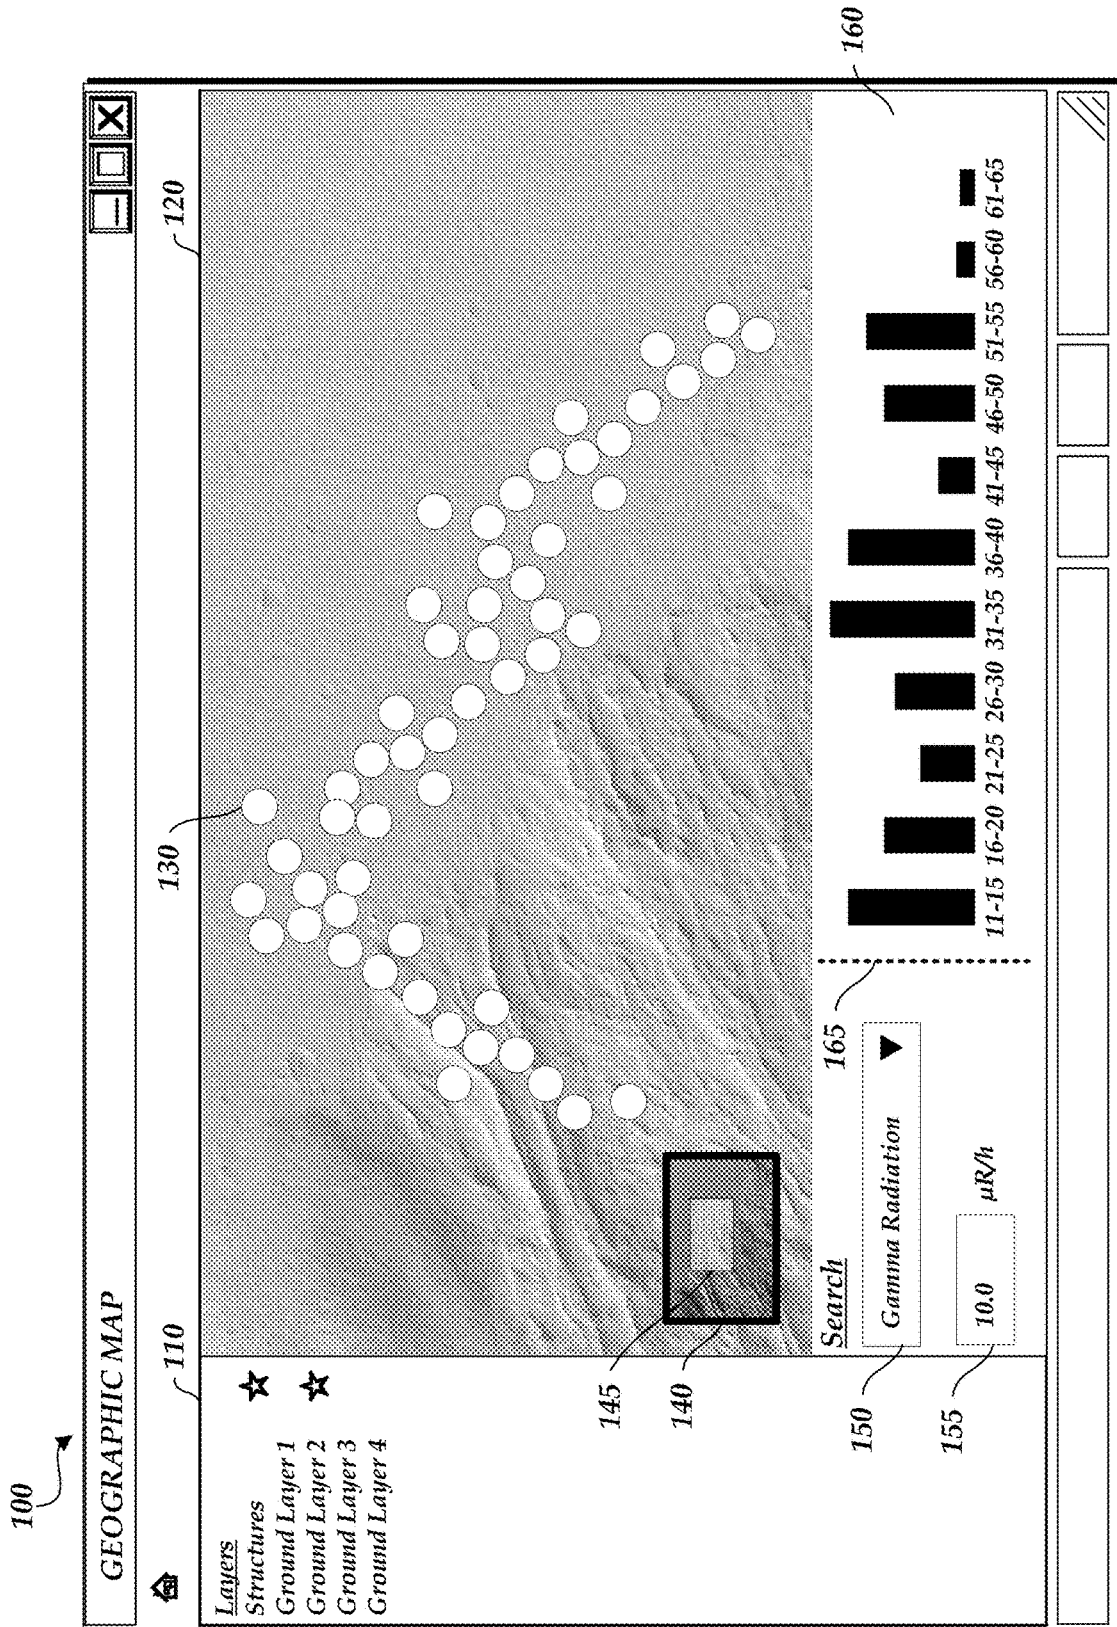 100
GEOGRAPHIC MAP
110
120
130
Layers
Structures
Ground Layer 1
Ground Layer 2
Ground Layer 3
Ground Layer 4
145
140
Search
165
160
150
Gamma Radiation
155
10.0 µR/h
11-15 16-20 21-25 26-30 31-35 36-40 41-45 46-50 51-55 56-60 61-65